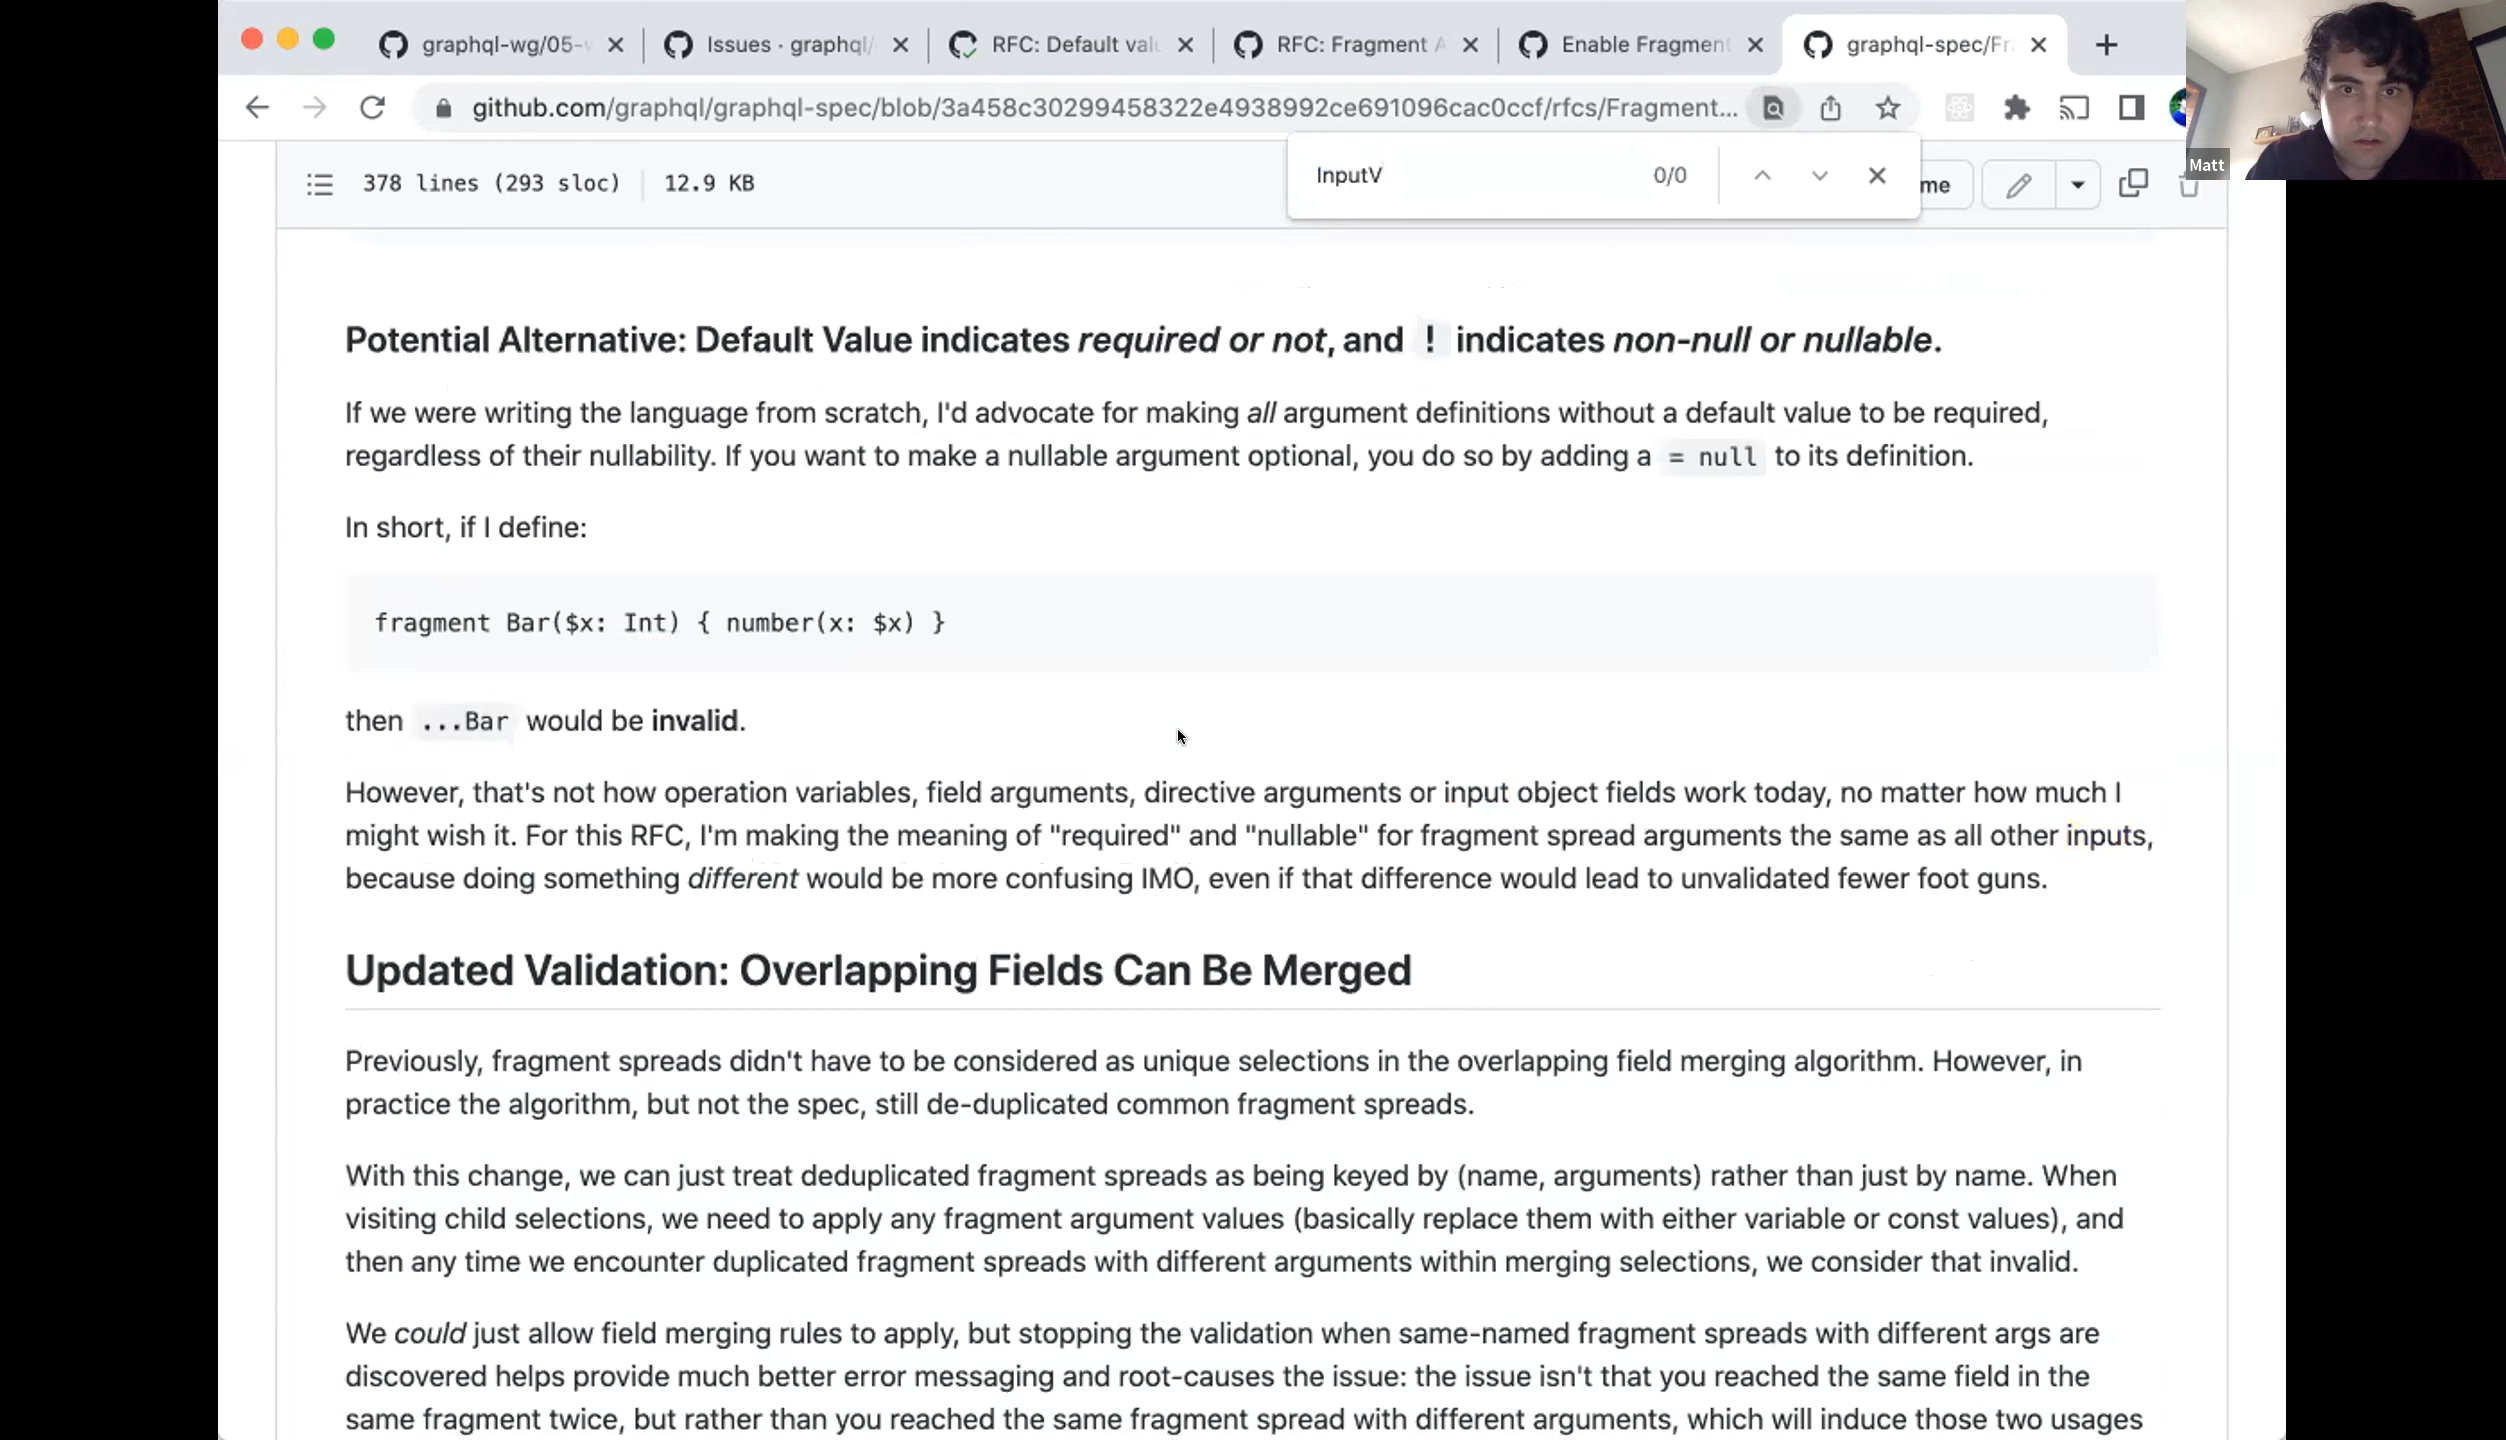 graphql-wg/05-
Issues · graphql/
RFC: Default val
RFC: Fragment A
Enable Fragment
graphql-spec/Fr
github.com/graphql/graphql-spec/blob/3a458c30299458322e4938992ce691096cac0ccf/rfcs/Fragment...
Matt
InputV 0/0
378 lines (293 sloc) 12.9 KB
me
Potential Alternative: Default Value indicates required or not, and ! indicates non-null or nullable.
If we were writing the language from scratch, I'd advocate for making all argument definitions without a default value to be required,
regardless of their nullability. If you want to make a nullable argument optional, you do so by adding a = null to its definition.
In short, if I define:
fragment Bar($x: Int) { number(x: $x) }
then ...Bar would be invalid.
However, that's not how operation variables, field arguments, directive arguments or input object fields work today, no matter how much I
might wish it. For this RFC, I'm making the meaning of "required" and "nullable" for fragment spread arguments the same as all other inputs,
because doing something different would be more confusing IMO, even if that difference would lead to unvalidated fewer foot guns.
Updated Validation: Overlapping Fields Can Be Merged
Previously, fragment spreads didn't have to be considered as unique selections in the overlapping field merging algorithm. However, in
practice the algorithm, but not the spec, still de-duplicated common fragment spreads.
With this change, we can just treat deduplicated fragment spreads as being keyed by (name, arguments) rather than just by name. When
visiting child selections, we need to apply any fragment argument values (basically replace them with either variable or const values), and
then any time we encounter duplicated fragment spreads with different arguments within merging selections, we consider that invalid.
We could just allow field merging rules to apply, but stopping the validation when same-named fragment spreads with different args are
discovered helps provide much better error messaging and root-causes the issue: the issue isn't that you reached the same field in the
same fragment twice, but rather than you reached the same fragment spread with different arguments, which will induce those two usages